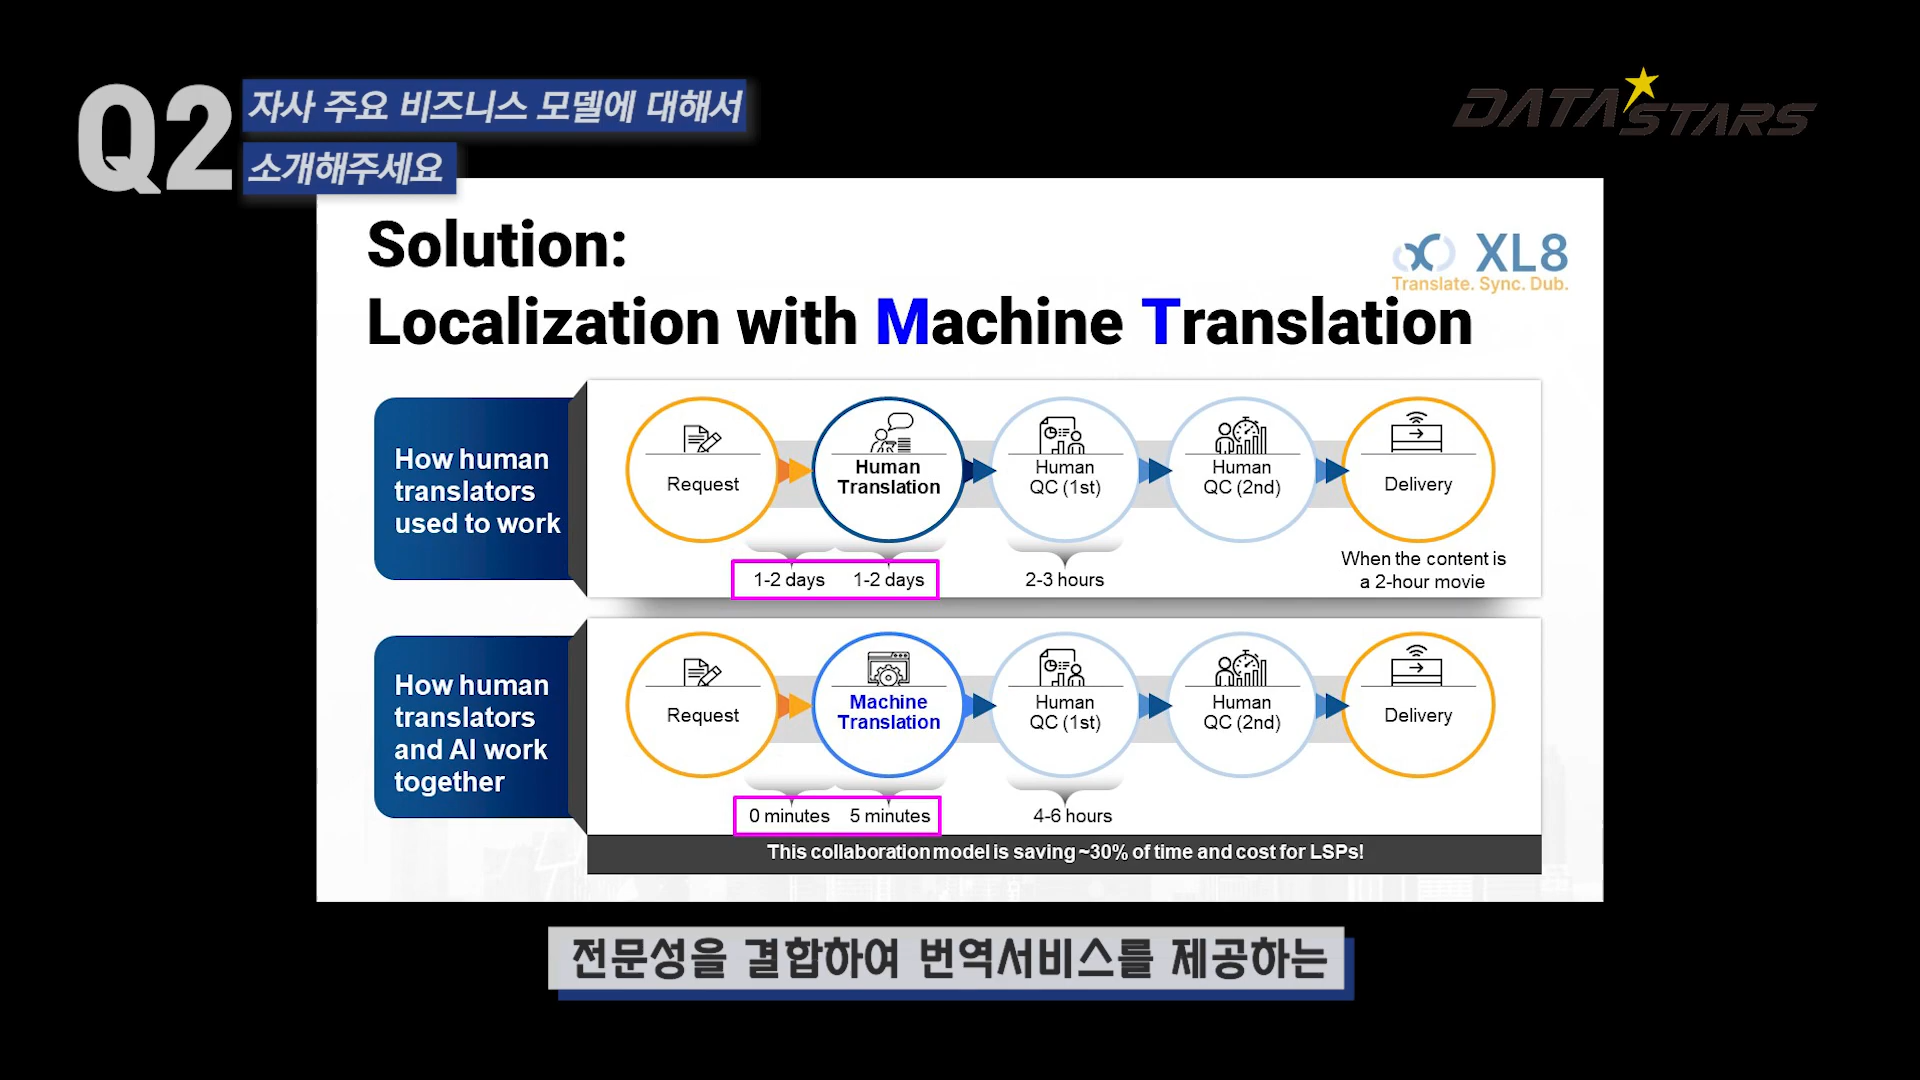 Q2
자사 주요 비즈니스 모델에 대해서
소개해주세요
DATA STARS
Solution:
Localization with Machine Translation
XL8
Translate. Sync. Dub.
How human
translators
used to work
Request
Human
Translation
Human
QC (1st)
Human
QC (2nd)
Delivery
1-2 days
1-2 days
2-3 hours
When the content is
a 2-hour movie
How human
translators
and AI work
together
Request
Machine
Translation
Human
QC (1st)
Human
QC (2nd)
Delivery
0 minutes
5 minutes
4-6 hours
This collaboration model is saving ~30% of time and cost for LSPs!
전문성을 결합하여 번역서비스를 제공하는